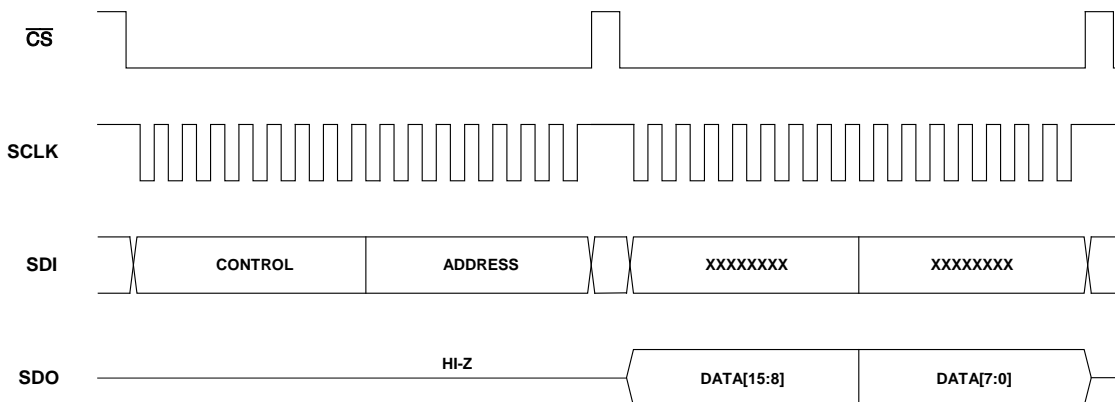 CS
SCLK
SDI CONTROL ADDRESS XXXXXXXX XXXXXXXX
HI-Z
SDO DATA[15:8] DATA[7:0]